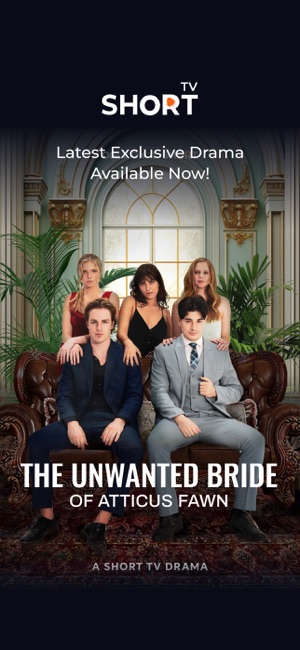 SHORT TV
Latest Exclusive Drama
Available Now!
THE UNWANTED BRIDE
OF ATTICUS FAWN
A SHORT TV DRAMA